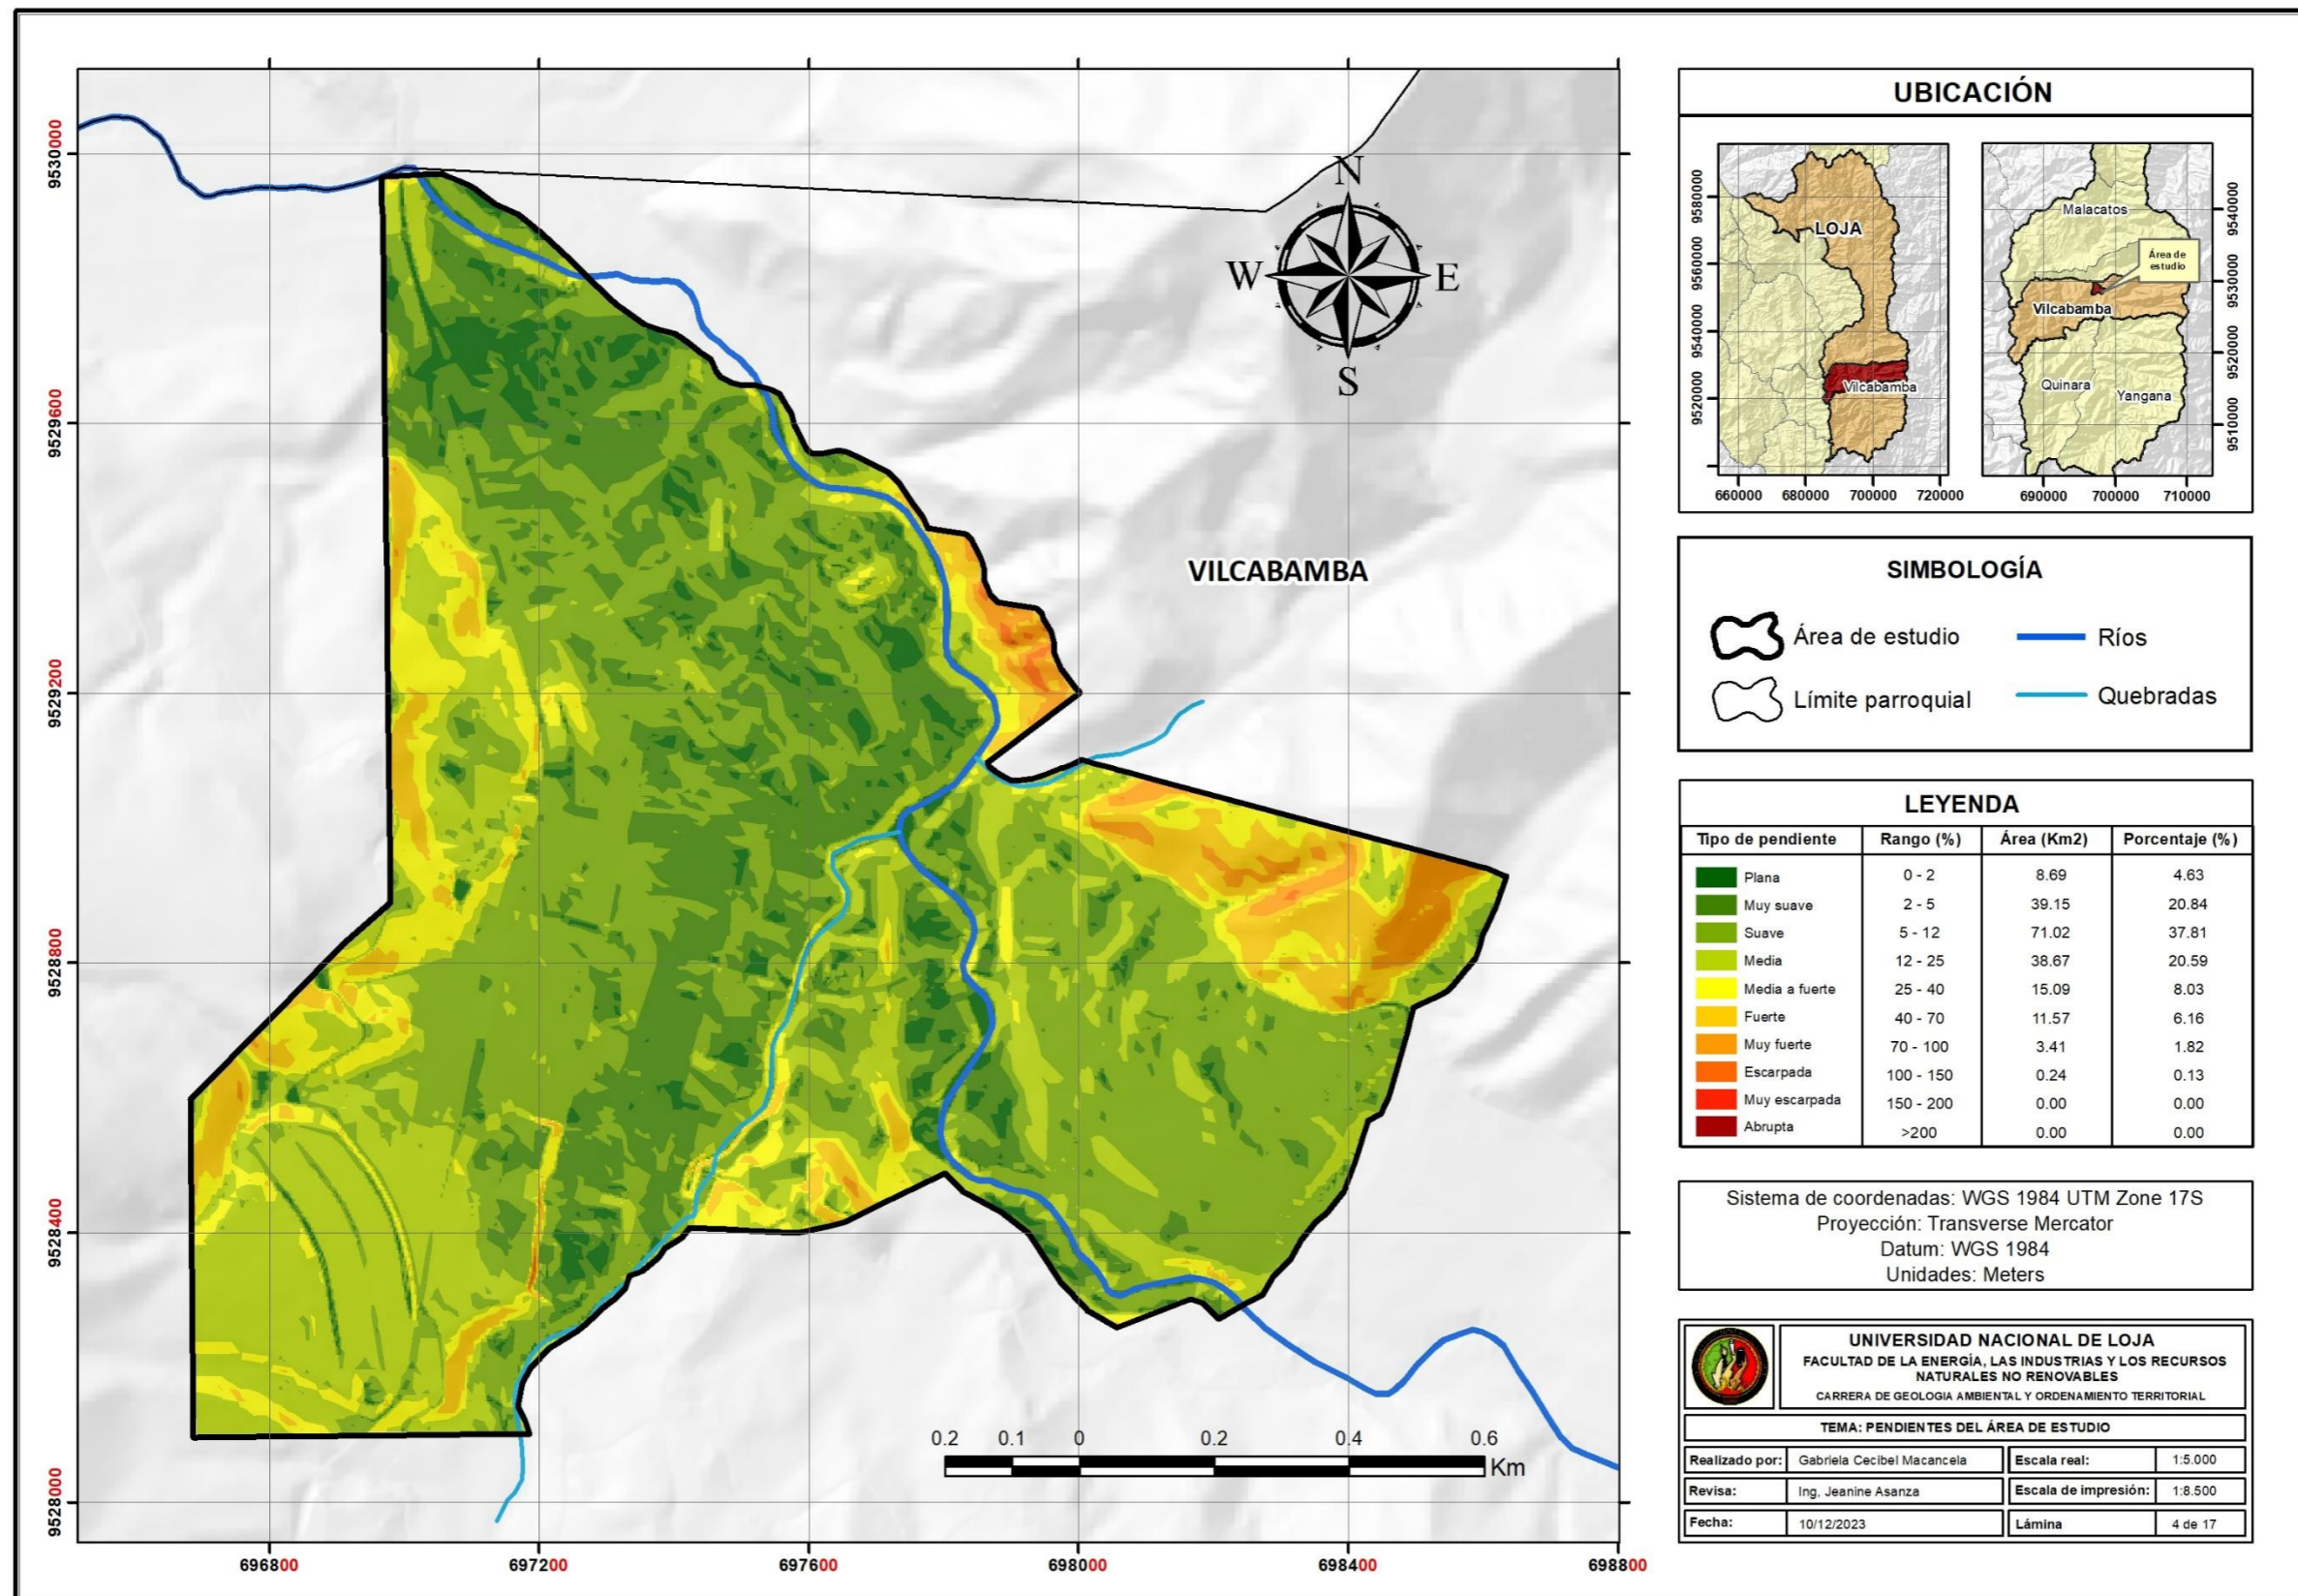 9530000
9529600
9529200
9528800
9528400
9528000
696800
697200
697600
698000
698400
698800
N
W
E
S
VILCABAMBA
0.2 0.1 0 0.2 0.4 0.6
Km
UBICACIÓN
9580000
9560000
9540000
9520000
LOJA
Vilcabamba
660000 680000 700000 720000
Malacatos
Área de
estudio
Vilcabamba
Quinara
Yangana
9540000
9530000
9520000
9510000
690000 700000 710000
SIMBOLOGÍA
Área de estudio
Ríos
Límite parroquial
Quebradas
LEYENDA
Tipo de pendiente Rango (%) Área (Km2) Porcentaje (%)
Plana 0 - 2 8.69 4.63
Muy suave 2 - 5 39.15 20.84
Suave 5 - 12 71.02 37.81
Media 12 - 25 38.67 20.59
Media a fuerte 25 - 40 15.09 8.03
Fuerte 40 - 70 11.57 6.16
Muy fuerte 70 - 100 3.41 1.82
Escarpada 100 - 150 0.24 0.13
Muy escarpada 150 - 200 0.00 0.00
Abrupta >200 0.00 0.00
Sistema de coordenadas: WGS 1984 UTM Zone 17S
Proyección: Transverse Mercator
Datum: WGS 1984
Unidades: Meters
UNIVERSIDAD NACIONAL DE LOJA
FACULTAD DE LA ENERGÍA, LAS INDUSTRIAS Y LOS RECURSOS
NATURALES NO RENOVABLES
CARRERA DE GEOLOGIA AMBIENTAL Y ORDENAMIENTO TERRITORIAL
TEMA: PENDIENTES DEL ÁREA DE ESTUDIO
Realizado por: Gabriela Cecibel Macancela Escala real: 1:5.000
Revisa: Ing. Jeanine Asanza Escala de impresión: 1:8.500
Fecha: 10/12/2023 Lámina 4 de 17